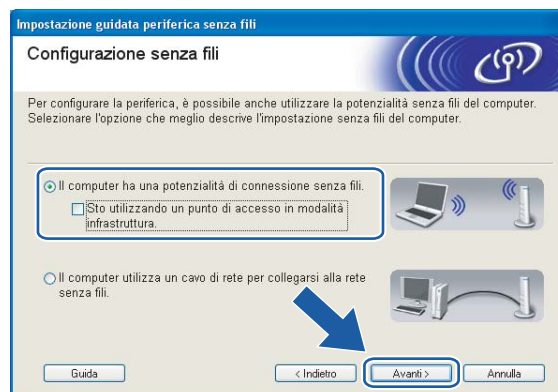 Impostazione guidata periferica senza fili
Configurazione senza fili
Per configurare la periferica, è possibile anche utilizzare la potenzialità senza fili del computer.
Selezionare l'opzione che meglio descrive l'impostazione senza fili del computer.
Il computer ha una potenzialità di connessione senza fili.
Sto utilizzando un punto di accesso in modalità
infrastruttura.
Il computer utilizza un cavo di rete per collegarsi alla rete
senza fili.
Guida
< Indietro
Avanti >
Annulla